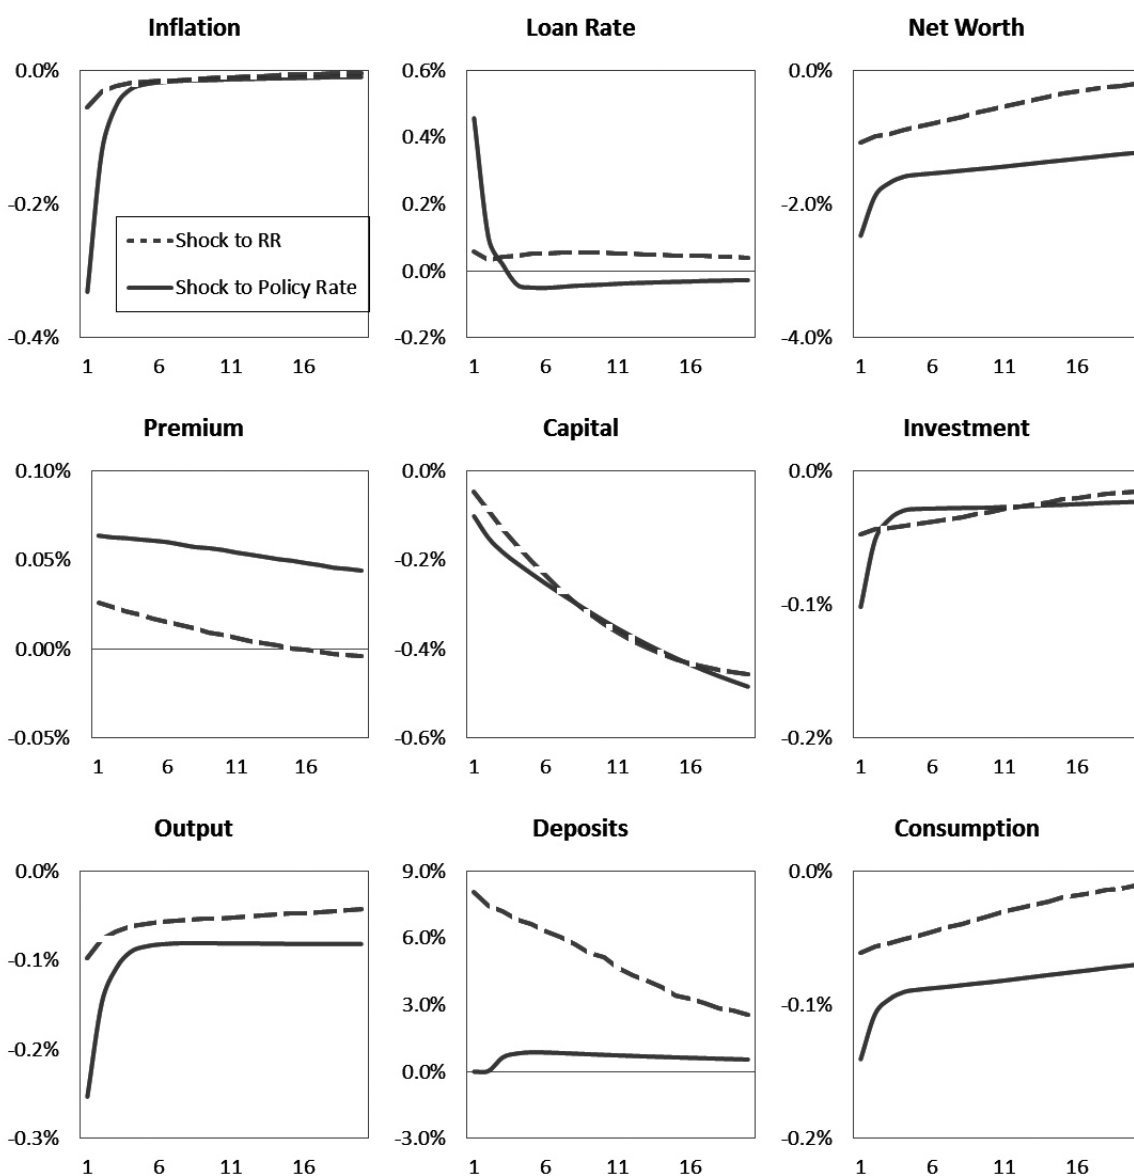 Inflation
Loan Rate
Net Worth
0.0%
-0.2%
-0.4%
Shock to RR
Shock to Policy Rate
1 6 11 16
0.6%
0.4%
0.2%
0.0%
-0.2%
1 6 11 16
0.0%
-2.0%
-4.0%
1 6 11 16
Premium
Capital
Investment
0.10%
0.05%
0.00%
-0.05%
1 6 11 16
0.0%
-0.2%
-0.4%
-0.6%
1 6 11 16
0.0%
-0.1%
-0.2%
1 6 11 16
Output
Deposits
Consumption
0.0%
-0.1%
-0.2%
-0.3%
1 6 11 16
9.0%
6.0%
3.0%
0.0%
-3.0%
1 6 11 16
0.0%
-0.1%
-0.2%
1 6 11 16